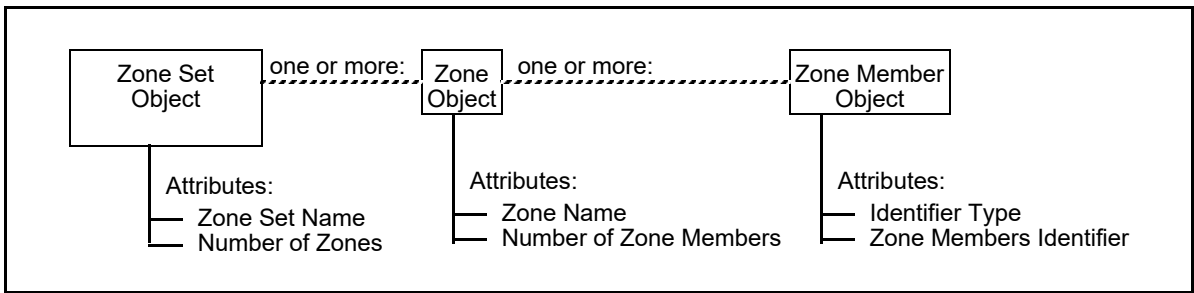 Zone Set
Object
one or more:
Zone
Object
one or more:
Zone Member
Object
Attributes:
Zone Set Name
Number of Zones
Attributes:
Zone Name
Number of Zone Members
Attributes:
Identifier Type
Zone Members Identifier